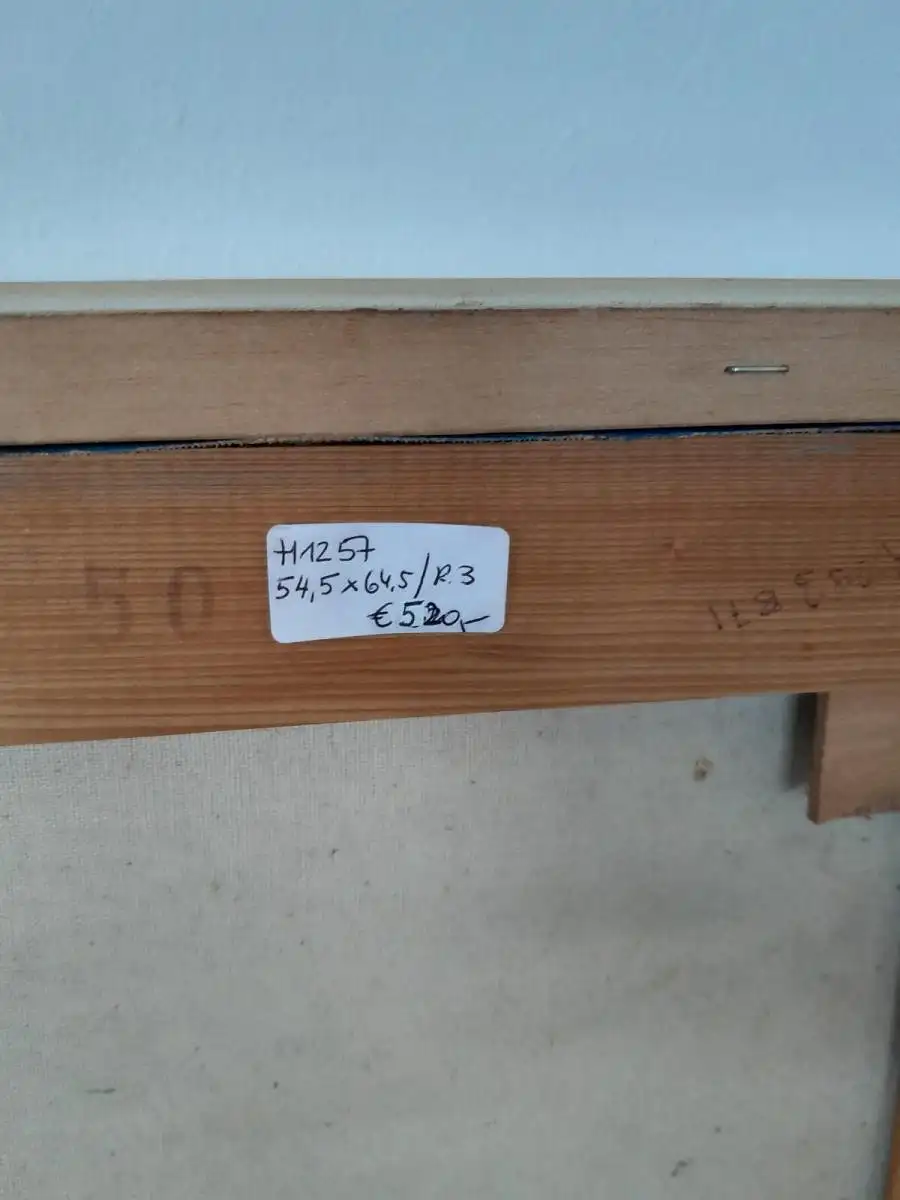 H1257
54,5 x 64,5 / R.3
€ 520,-
50